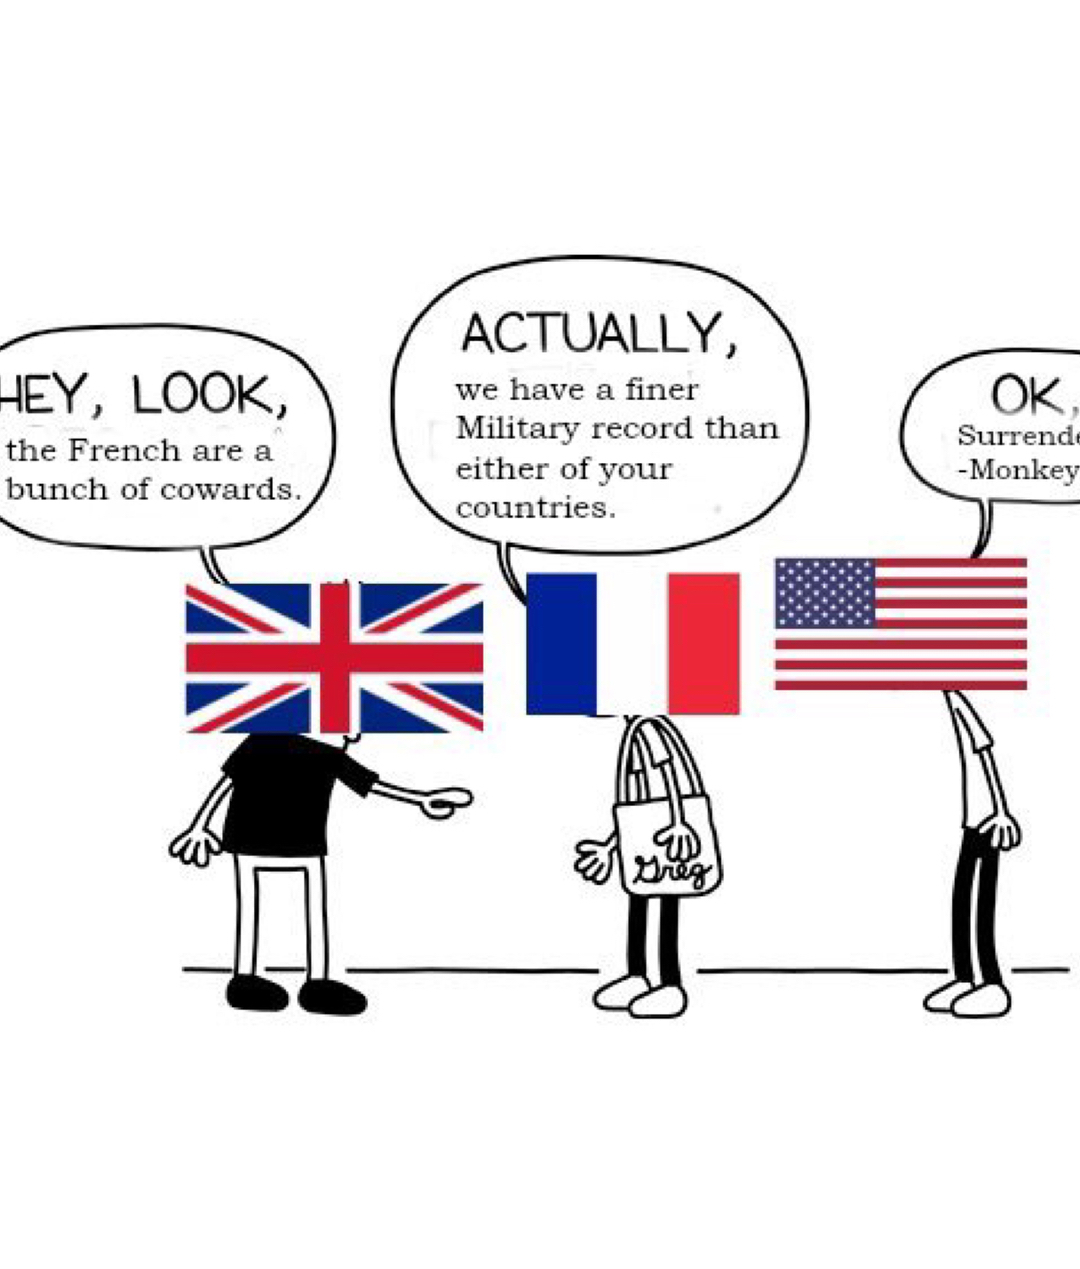 HEY, LOOK,
the French are a
bunch of cowards.
ACTUALLY,
we have a finer
Military record than
either of your
countries.
OK,
Surrende
-Monkey
Greg